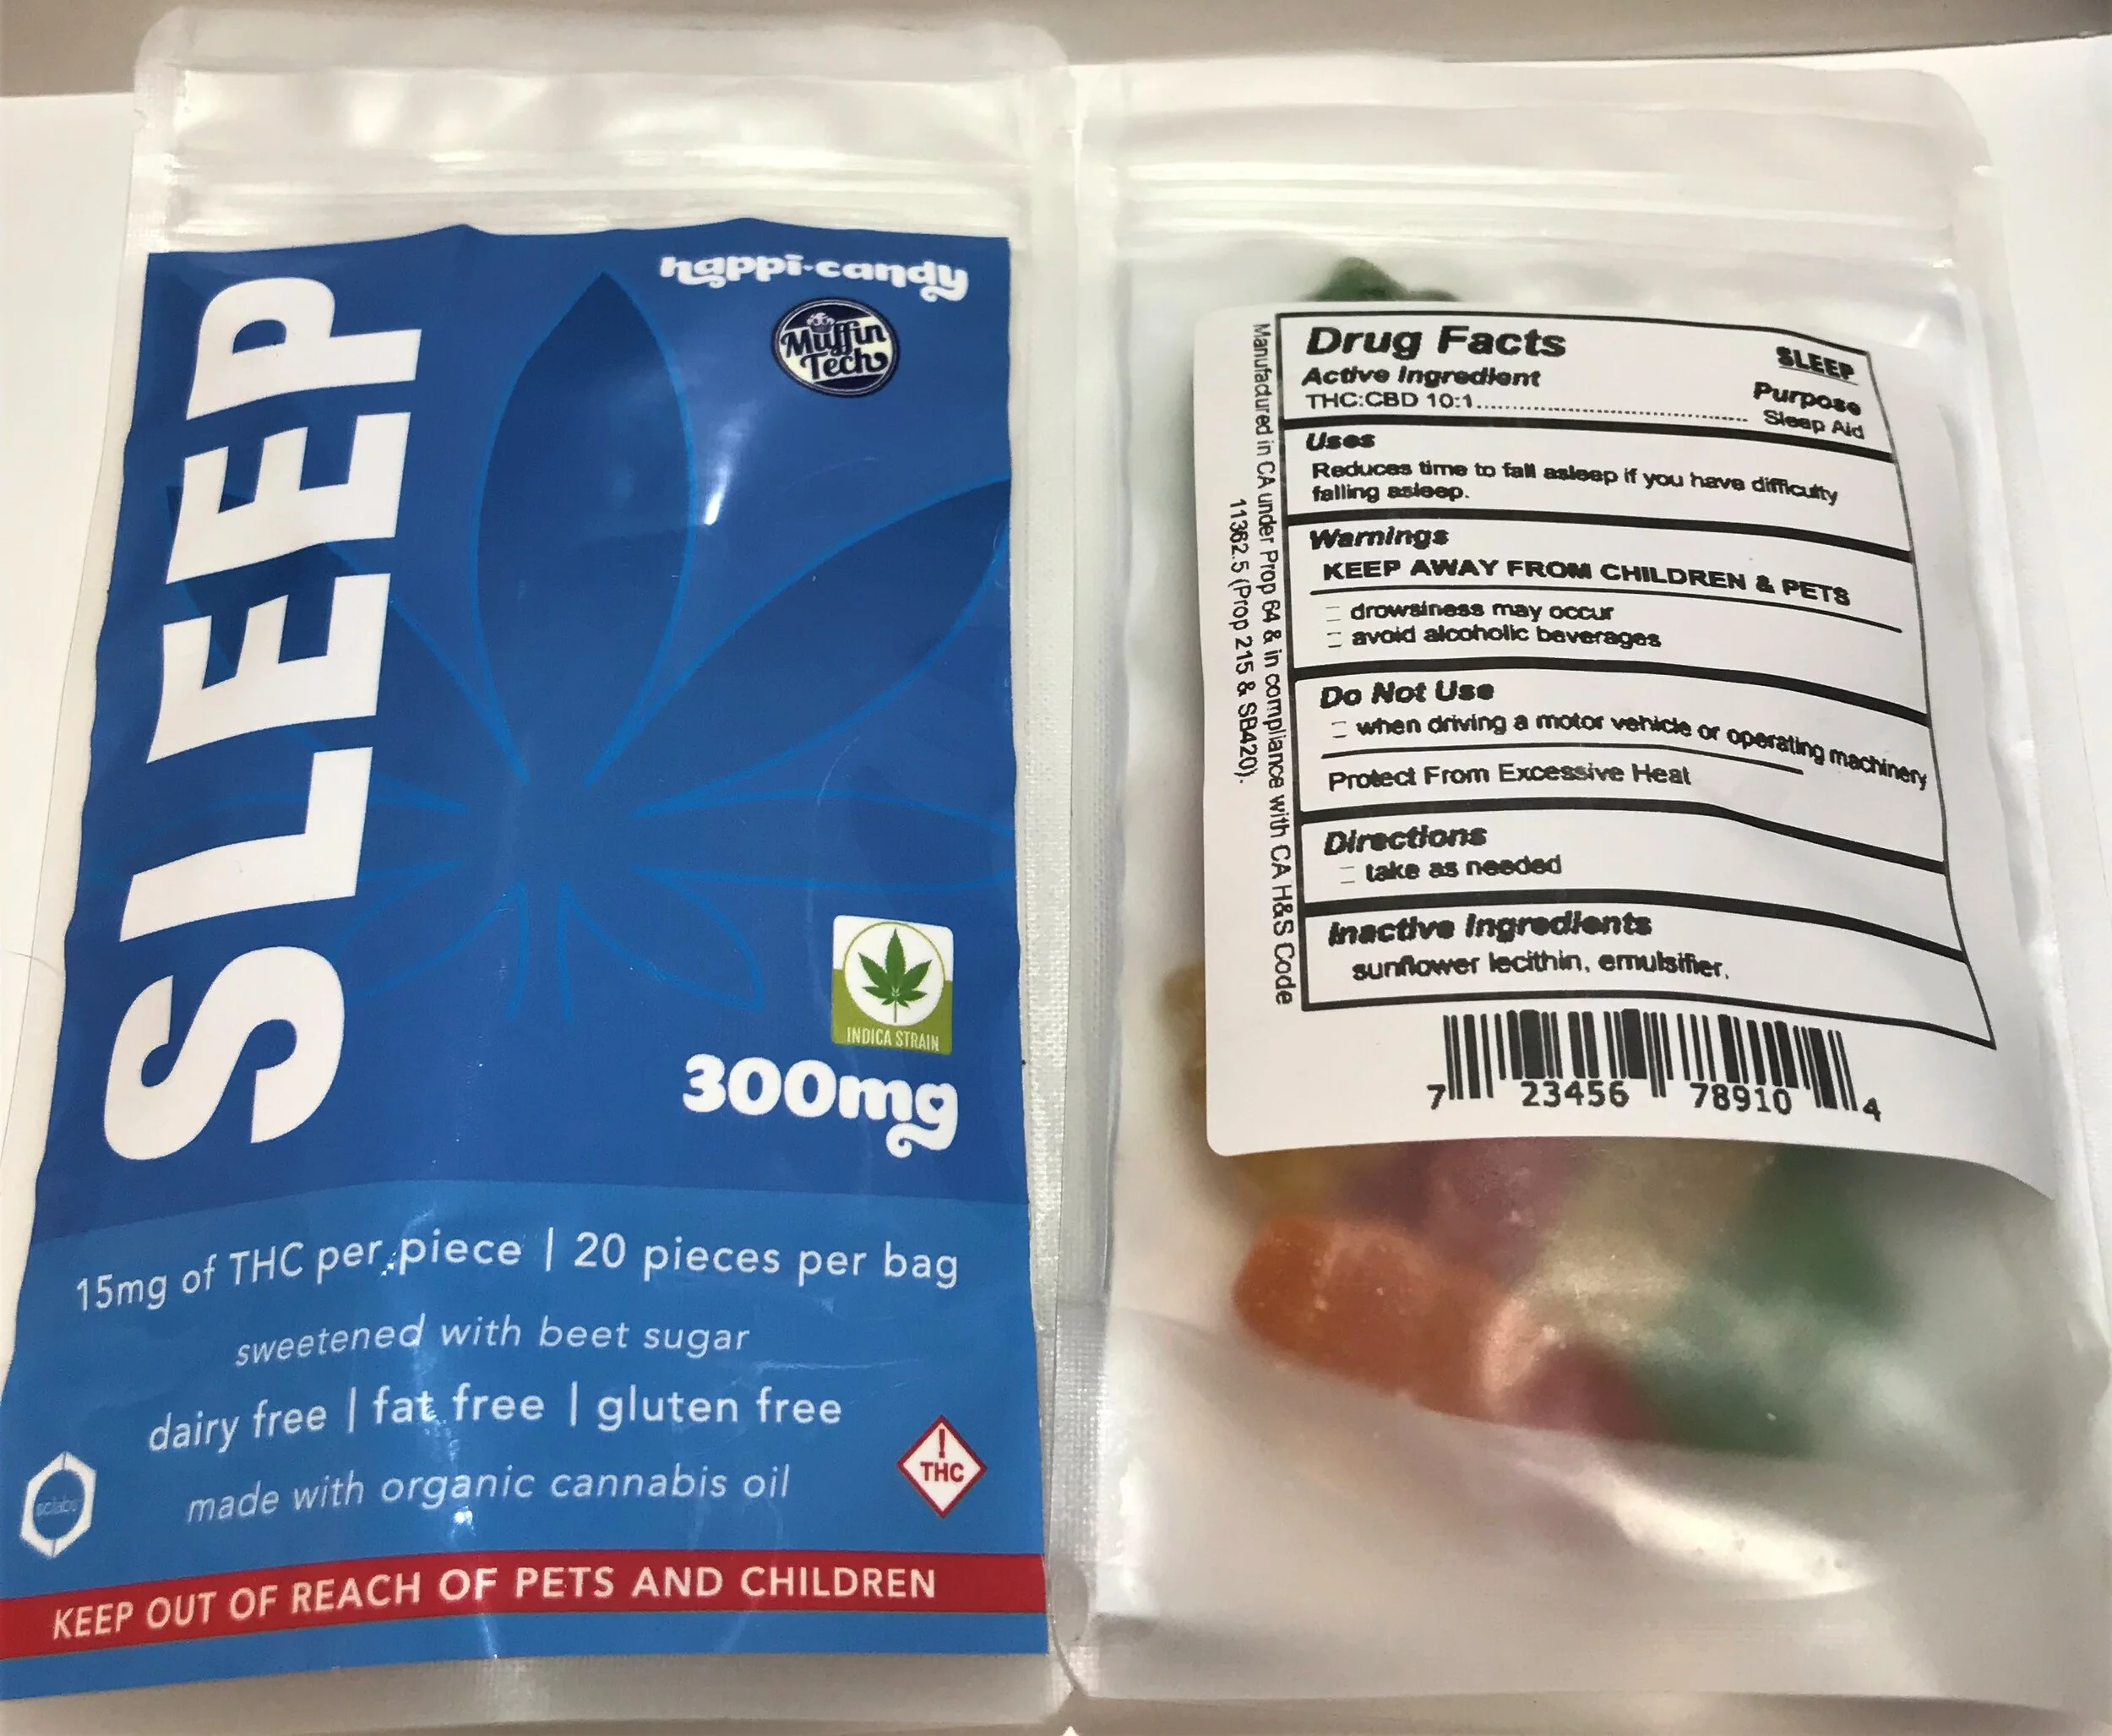 SLEEP
happi-candy
Muffin
Tech
INDICA STRAIN
300mg
15mg of THC per piece | 20 pieces per bag
sweetened with beet sugar
dairy free | fat free | gluten free
made with organic cannabis oil
sclabs
!
THC
KEEP OUT OF REACH OF PETS AND CHILDREN
Manufactured in CA under Prop 64 & in compliance with CA H&S Code
11362.5 (Prop 215 & SB420).
Drug Facts
SLEEP
Active Ingredient Purpose
THC:CBD 10:1........................................ Sleep Aid
Uses
Reduces time to fall asleep if you have difficulty
falling asleep.
Warnings
KEEP AWAY FROM CHILDREN & PETS
drowsiness may occur
avoid alcoholic beverages
Do Not Use
when driving a motor vehicle or operating machinery
Protect From Excessive Heat
Directions
take as needed
Inactive Ingredients
sunflower lecithin, emulsifier.
7 23456 78910 4